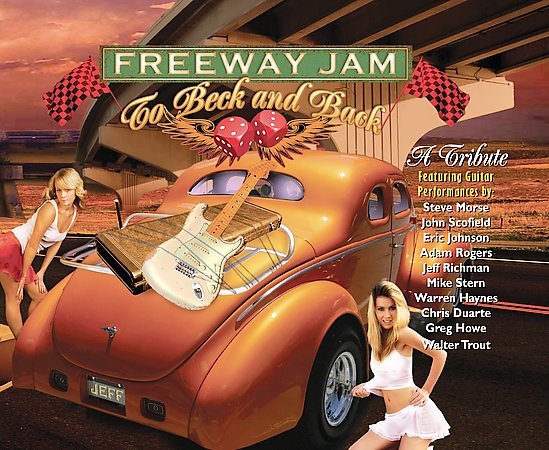 FREEWAY JAM
To Beck and Back
A Tribute
Featuring Guitar
Performances by:
Steve Morse
John Scofield
Eric Johnson
Adam Rogers
Jeff Richman
Mike Stern
Warren Haynes
Chris Duarte
Greg Howe
Walter Trout
JEFF